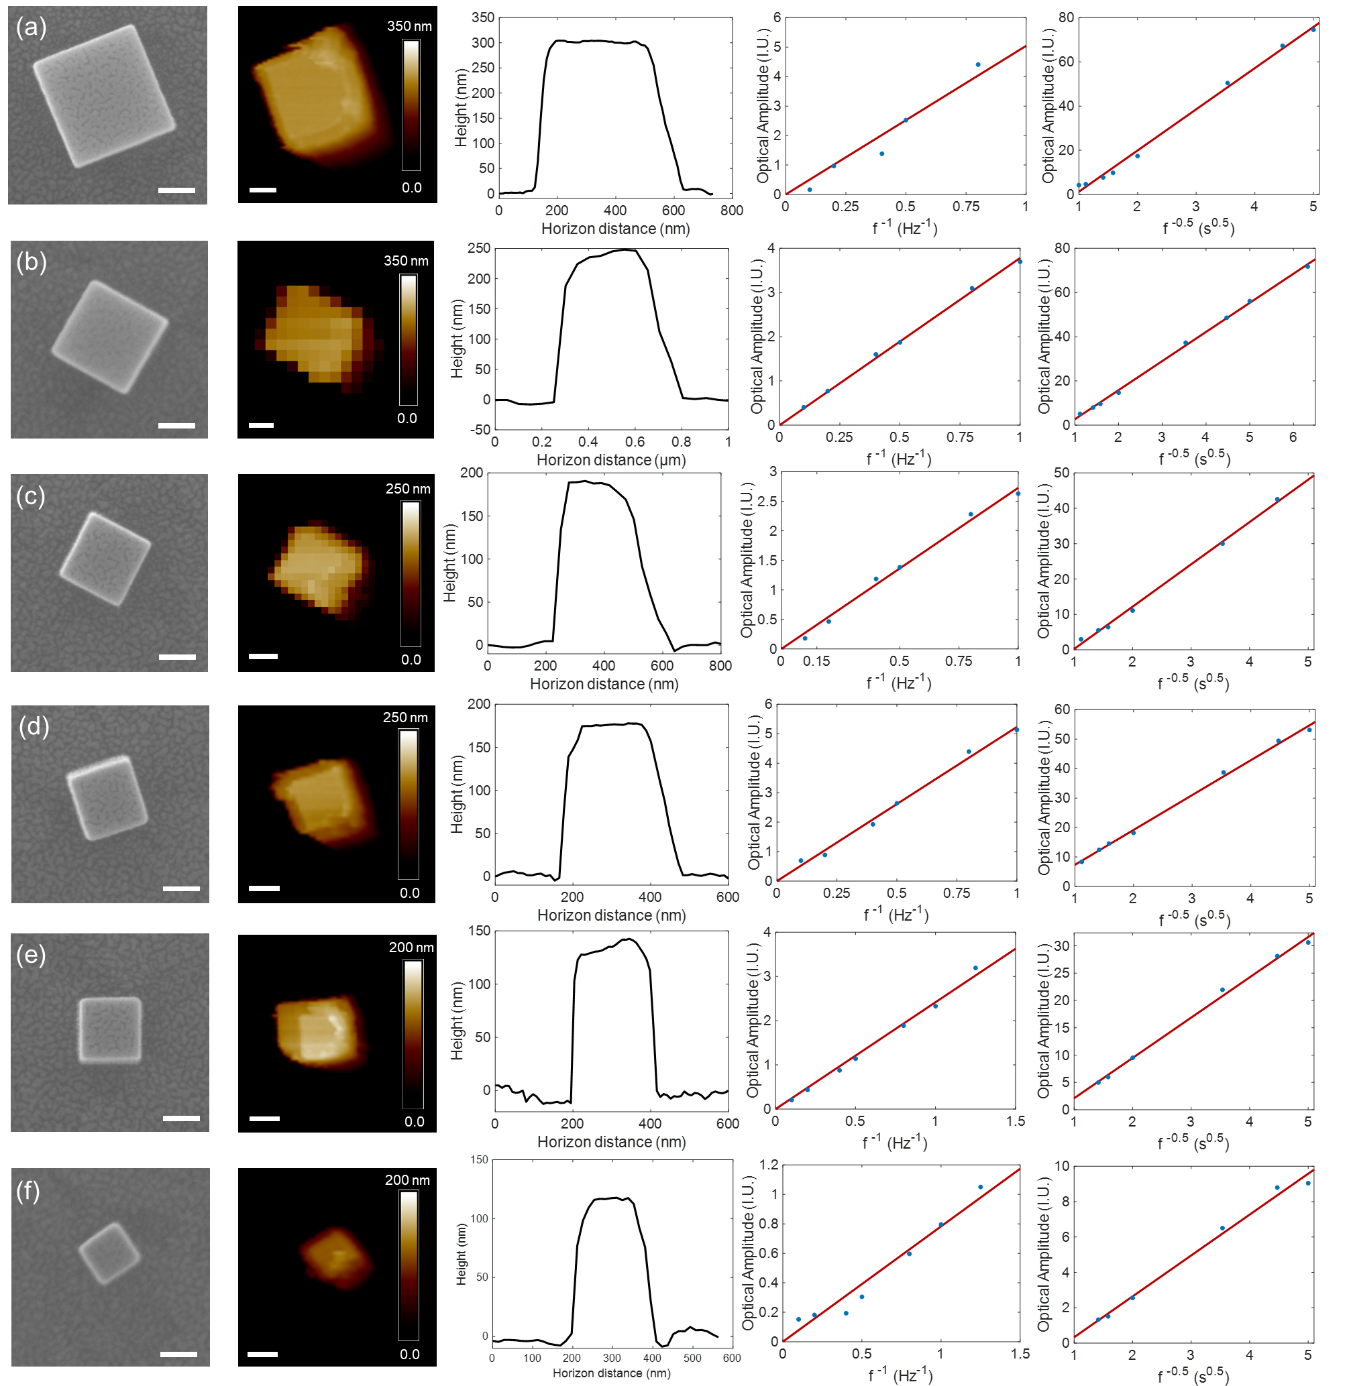 (a)
350 nm
0.0
Height (nm)
350
300
250
200
150
100
50
0
0 200 400 600 800
Horizon distance (nm)
Optical Amplitude (I.U.)
6
5
4
3
2
1
0
0 0.25 0.5 0.75 1
f -1 (Hz-1)
Optical Amplitude (I.U.)
80
60
40
20
0
1 2 3 4 5
f -0.5 (s0.5)
(b)
350 nm
0.0
Height (nm)
250
200
150
100
50
0
-50
0 0.2 0.4 0.6 0.8 1
Horizon distance (µm)
Optical Amplitude (I.U.)
4
3
2
1
0
0 0.25 0.5 0.75 1
f -1 (Hz-1)
Optical Amplitude (I.U.)
80
60
40
20
0
1 2 3 4 5 6
f -0.5 (s0.5)
(c)
250 nm
0.0
Height (nm)
200
150
100
50
0
0 200 400 600 800
Horizon distance (nm)
Optical Amplitude (I.U.)
3
2.5
2
1.5
1
0.5
0
0 0.15 0.5 0.75 1
f -1 (Hz-1)
Optical Amplitude (I.U.)
50
40
30
20
10
0
1 2 3 4 5
f -0.5 (s0.5)
(d)
250 nm
0.0
Height (nm)
200
150
100
50
0
0 200 400 600
Horizon distance (nm)
Optical Amplitude (I.U.)
6
5
4
3
2
1
0
0 0.25 0.5 0.75 1
f -1 (Hz-1)
Optical Amplitude (I.U.)
60
50
40
30
20
10
0
1 2 3 4 5
f -0.5 (s0.5)
(e)
200 nm
0.0
Height (nm)
150
100
50
0
0 200 400 600
Horizon distance (nm)
Optical Amplitude (I.U.)
4
3
2
1
0
0 0.5 1 1.5
f -1 (Hz-1)
Optical Amplitude (I.U.)
30
25
20
15
10
5
0
1 2 3 4 5
f -0.5 (s0.5)
(f)
200 nm
0.0
Height (nm)
150
100
50
0
0 100 200 300 400 500 600
Horizon distance (nm)
Optical Amplitude (I.U.)
1.2
1
0.8
0.6
0.4
0.2
0
0 0.5 1 1.5
f -1 (Hz-1)
Optical Amplitude (I.U.)
10
8
6
4
2
0
1 2 3 4 5
f -0.5 (s0.5)